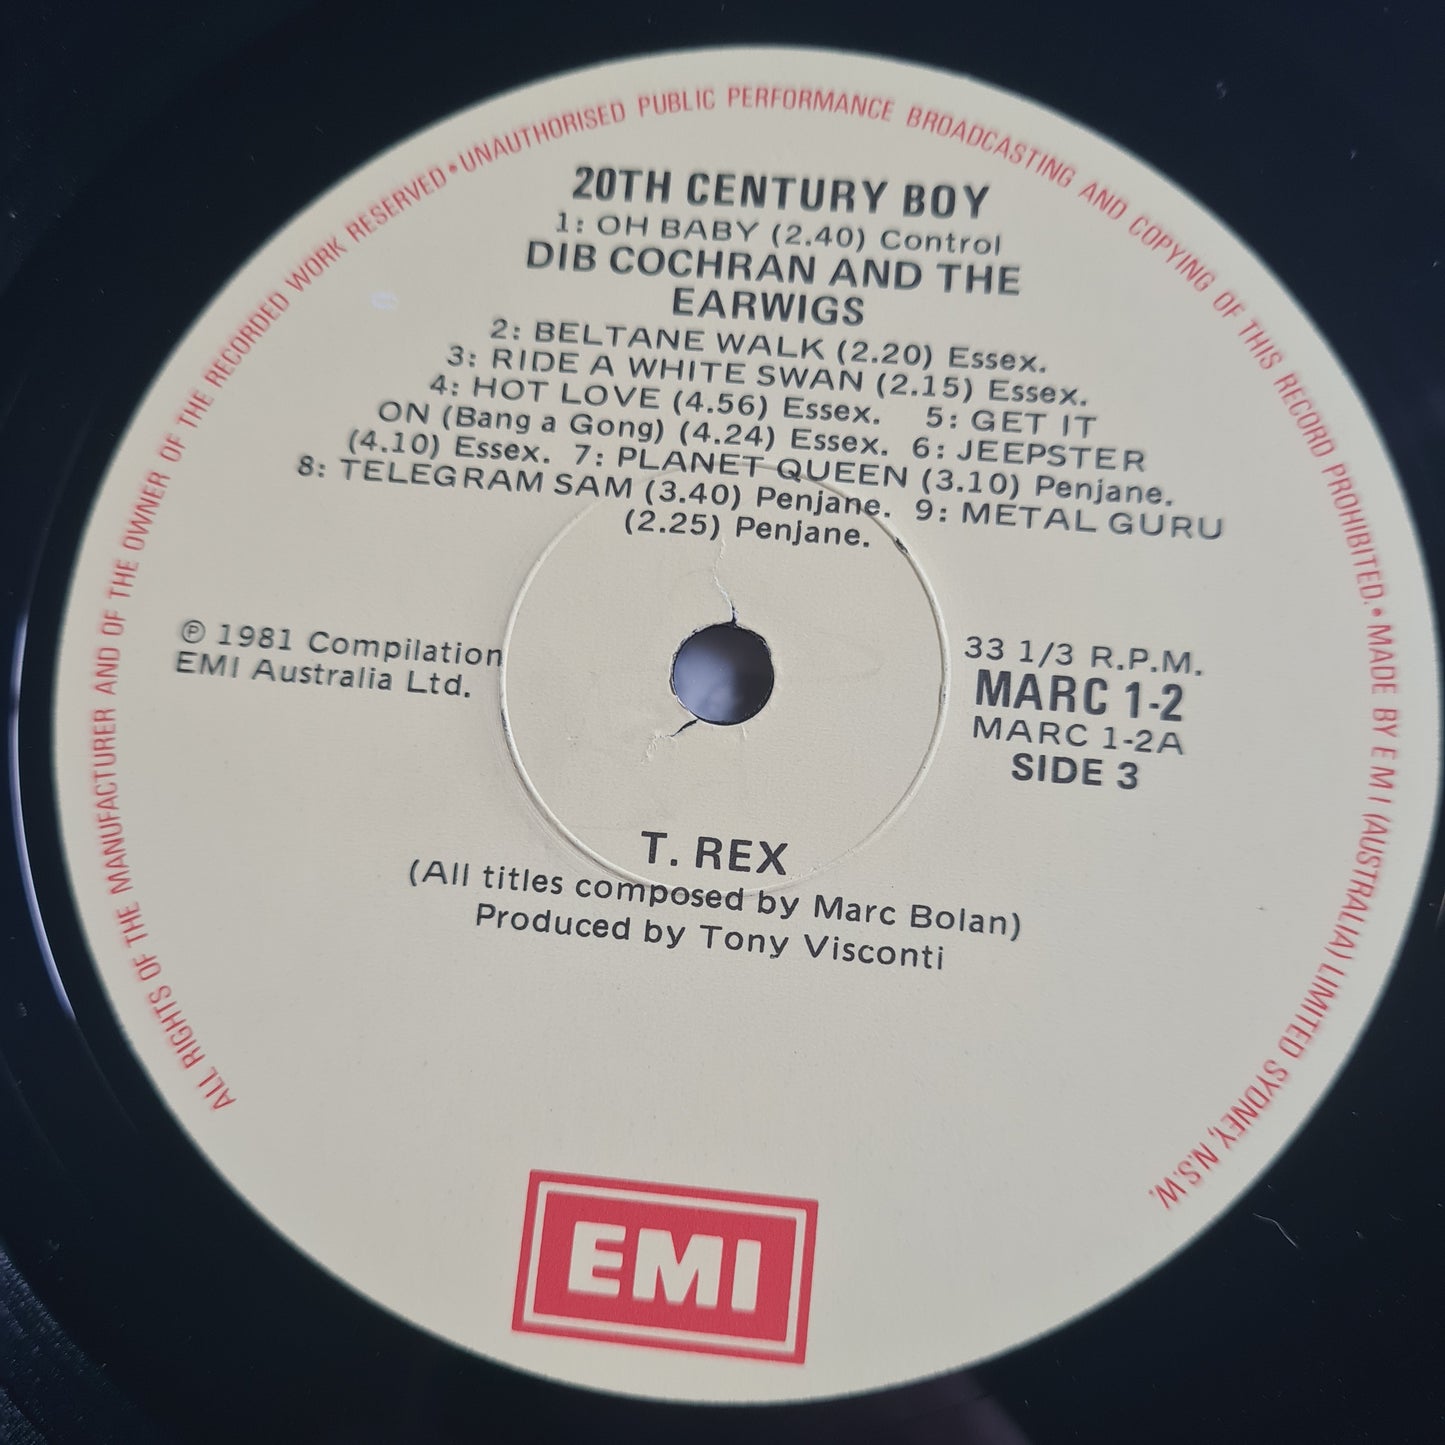 ALL RIGHTS OF THE MANUFACTURER AND OF THE OWNER OF THE RECORDED WORK RESERVED • UNAUTHORISED PUBLIC PERFORMANCE BROADCASTING AND COPYING OF THIS RECORD PROHIBITED. • MADE BY E M I (AUSTRALIA) LIMITED SYDNEY, N.S.W.
20TH CENTURY BOY
1: OH BABY (2.40) Control
DIB COCHRAN AND THE
EARWIGS
2: BELTANE WALK (2.20) Essex.
3: RIDE A WHITE SWAN (2.15) Essex.
4: HOT LOVE (4.56) Essex. 5: GET IT
ON (Bang a Gong) (4.24) Essex. 6: JEEPSTER
(4.10) Essex. 7: PLANET QUEEN (3.10) Penjane.
8: TELEGRAM SAM (3.40) Penjane. 9: METAL GURU
(2.25) Penjane.
℗ 1981 Compilation
EMI Australia Ltd.
33 1/3 R.P.M.
MARC 1-2
MARC 1-2A
SIDE 3
T. REX
(All titles composed by Marc Bolan)
Produced by Tony Visconti
EMI